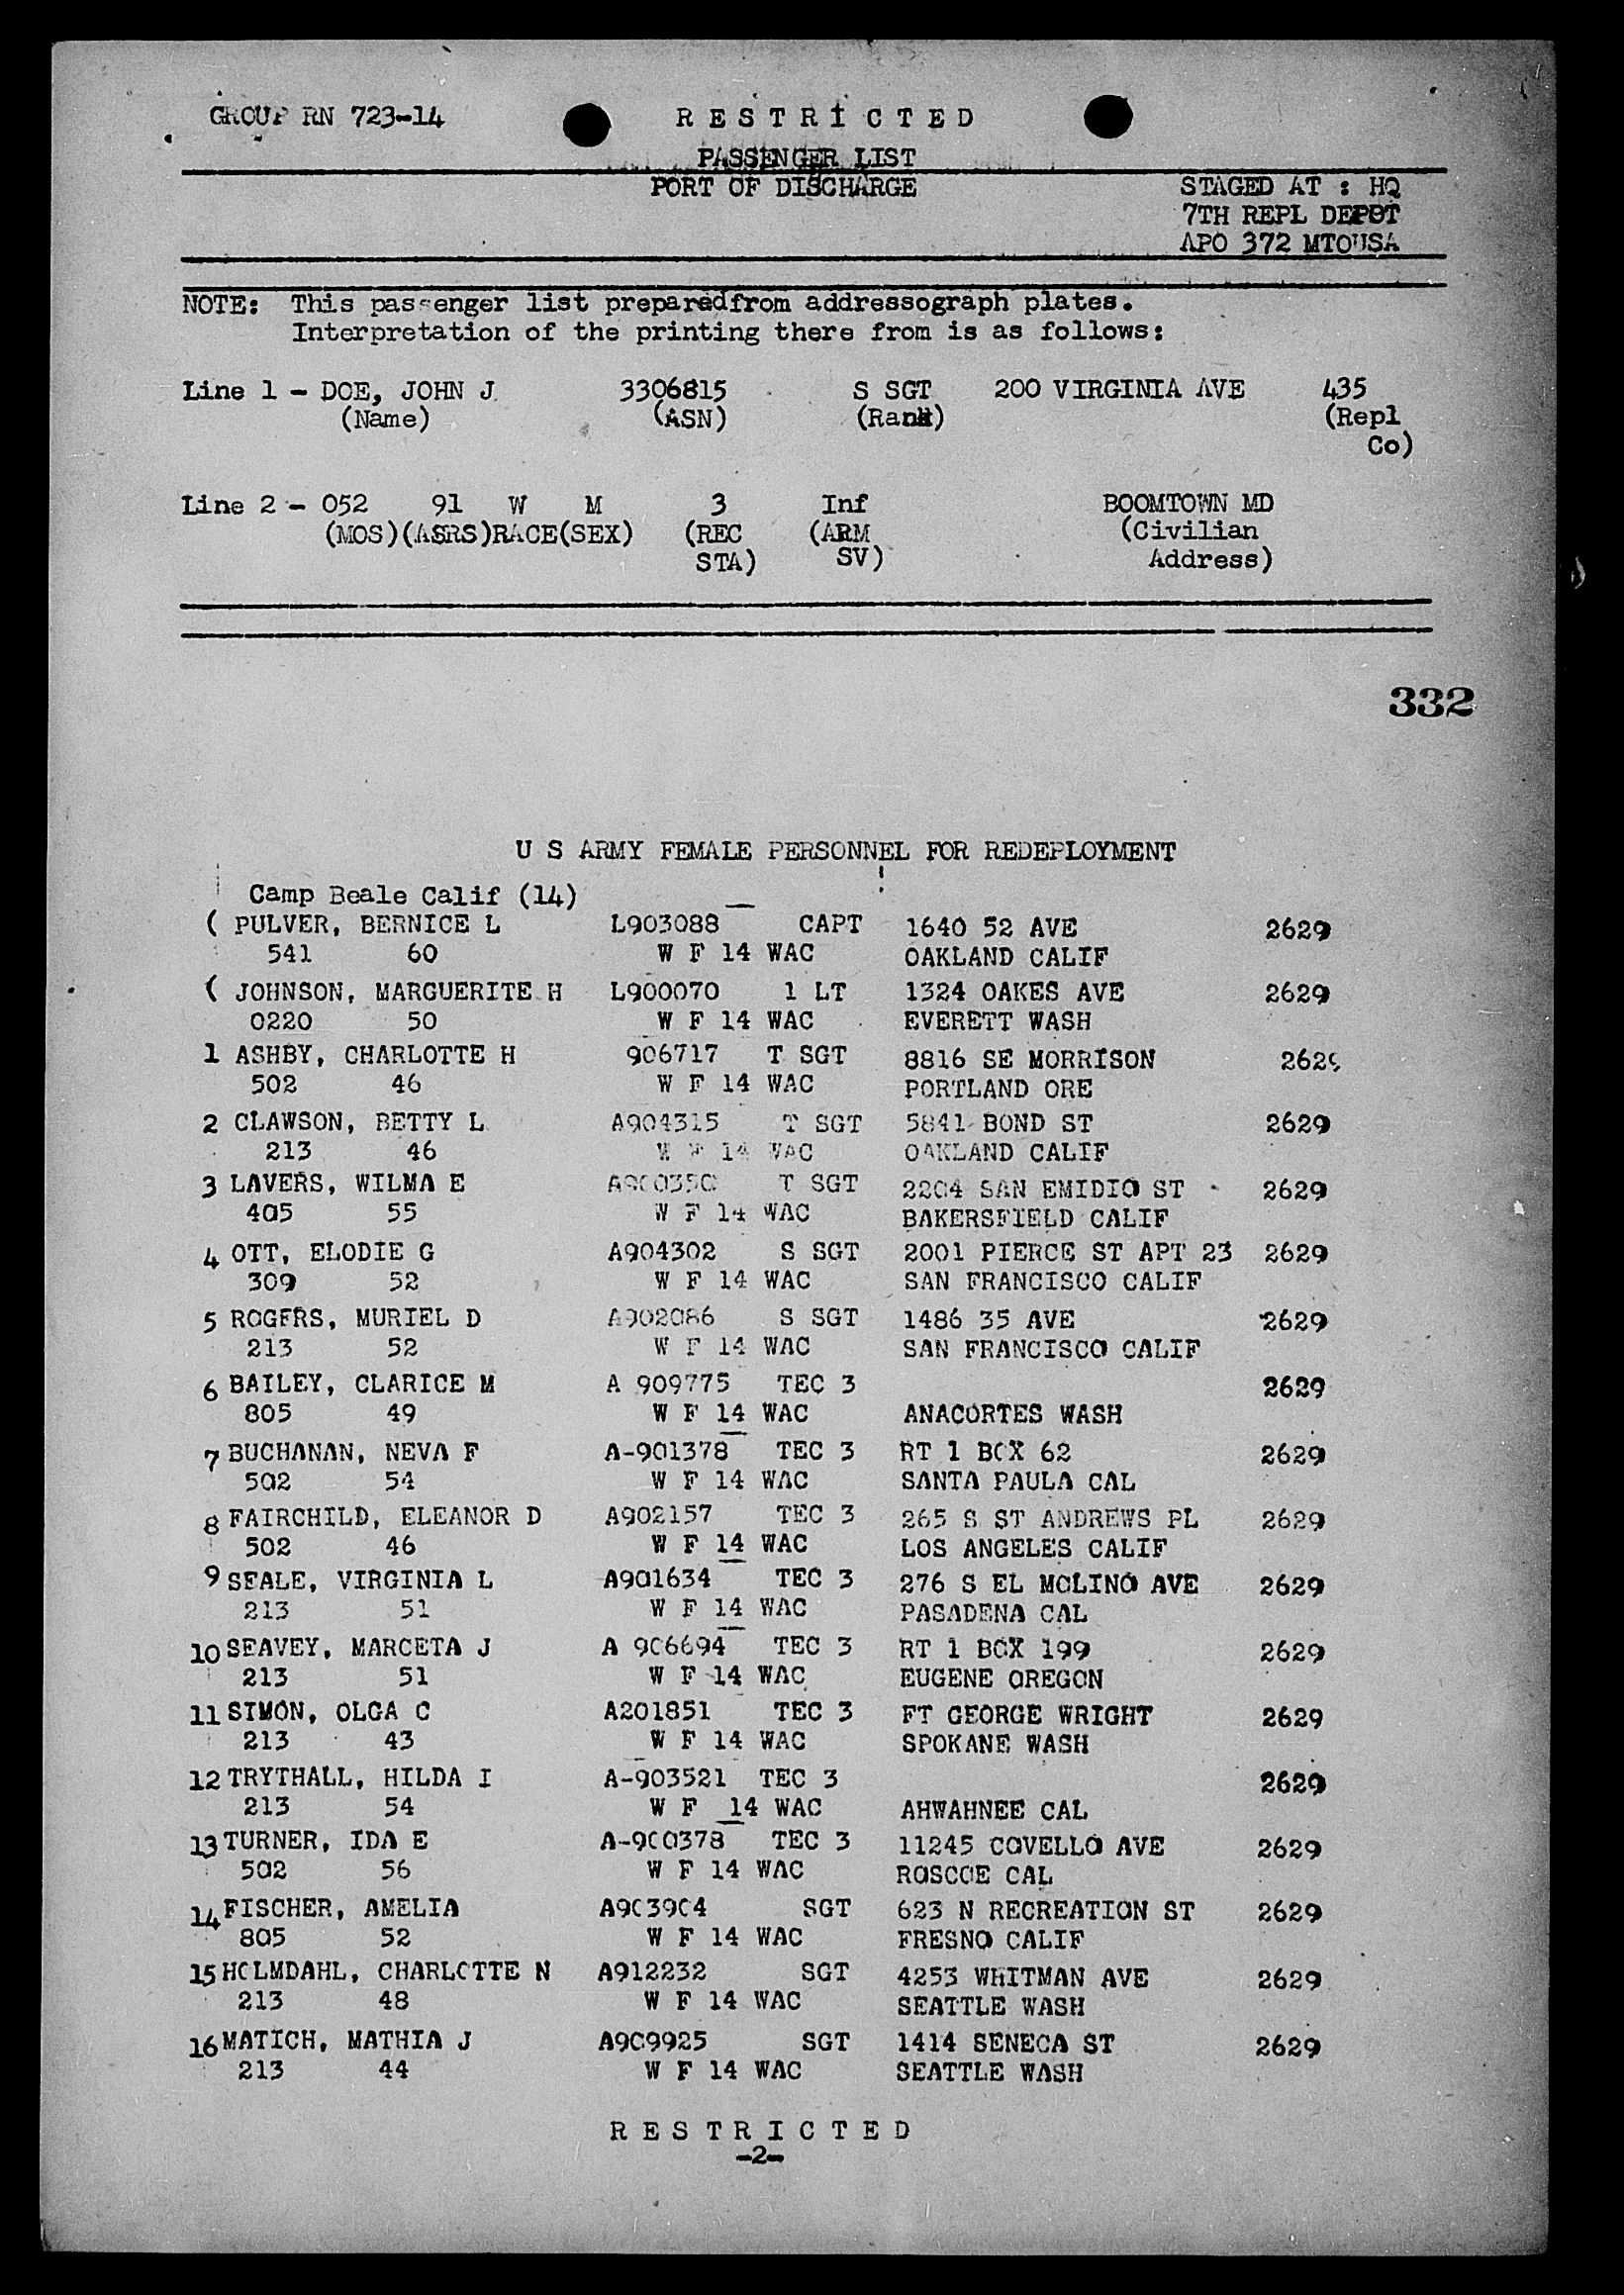 GROUP RN 723-14 R E S T R I C T E D
PASSENGER LIST
PORT OF DISCHARGE STAGED AT : HQ
7TH REPL DEPOT
APO 372 MTOUSA
NOTE: This passenger list preparedfrom addressograph plates.
Interpretation of the printing there from is as follows:
Line 1 - DOE, JOHN J 3306815 S SGT 200 VIRGINIA AVE 435
(Name) (ASN) (Rank) (Repl
Co)
Line 2 - 052 91 W M 3 Inf BOOMTOWN MD
(MOS)(ASRS)RACE(SEX) (REC (ARM (Civilian
STA) SV) Address)
332
U S ARMY FEMALE PERSONNEL FOR REDEPLOYMENT
Camp Beale Calif (14)
( PULVER, BERNICE L L903088 CAPT 1640 52 AVE 2629
541 60 W F 14 WAC OAKLAND CALIF
( JOHNSON, MARGUERITE H L900070 1 LT 1324 OAKES AVE 2629
0220 50 W F 14 WAC EVERETT WASH
1 ASHBY, CHARLOTTE H 906717 T SGT 8816 SE MORRISON 2629
502 46 W F 14 WAC PORTLAND ORE
2 CLAWSON, BETTY L A904315 T SGT 5841 BOND ST 2629
213 46 W F 14 WAC OAKLAND CALIF
3 LAVERS, WILMA E A900350 T SGT 2204 SAN EMIDIO ST 2629
405 55 W F 14 WAC BAKERSFIELD CALIF
4 OTT, ELODIE G A904302 S SGT 2001 PIERCE ST APT 23 2629
309 52 W F 14 WAC SAN FRANCISCO CALIF
5 ROGERS, MURIEL D A902086 S SGT 1486 35 AVE 2629
213 52 W F 14 WAC SAN FRANCISCO CALIF
6 BAILEY, CLARICE M A 909775 TEC 3 2629
805 49 W F 14 WAC ANACORTES WASH
7 BUCHANAN, NEVA F A-901378 TEC 3 RT 1 BOX 62 2629
502 54 W F 14 WAC SANTA PAULA CAL
8 FAIRCHILD, ELEANOR D A902157 TEC 3 265 S ST ANDREWS PL 2629
502 46 W F 14 WAC LOS ANGELES CALIF
9 SEALE, VIRGINIA L A901634 TEC 3 276 S EL MOLINO AVE 2629
213 51 W F 14 WAC PASADENA CAL
10 SEAVEY, MARCETA J A 906694 TEC 3 RT 1 BOX 199 2629
213 51 W F 14 WAC EUGENE OREGON
11 SIMON, OLGA C A201851 TEC 3 FT GEORGE WRIGHT 2629
213 43 W F 14 WAC SPOKANE WASH
12 TRYTHALL, HILDA I A-903521 TEC 3 2629
213 54 W F 14 WAC AHWAHNEE CAL
13 TURNER, IDA E A-900378 TEC 3 11245 COVELLO AVE 2629
502 56 W F 14 WAC ROSCOE CAL
14 FISCHER, AMELIA A903904 SGT 623 N RECREATION ST 2629
805 52 W F 14 WAC FRESNO CALIF
15 HOLMDAHL, CHARLOTTE N A912232 SGT 4253 WHITMAN AVE 2629
213 48 W F 14 WAC SEATTLE WASH
16 MATICH, MATHIA J A909925 SGT 1414 SENECA ST 2629
213 44 W F 14 WAC SEATTLE WASH
R E S T R I C T E D
-2-